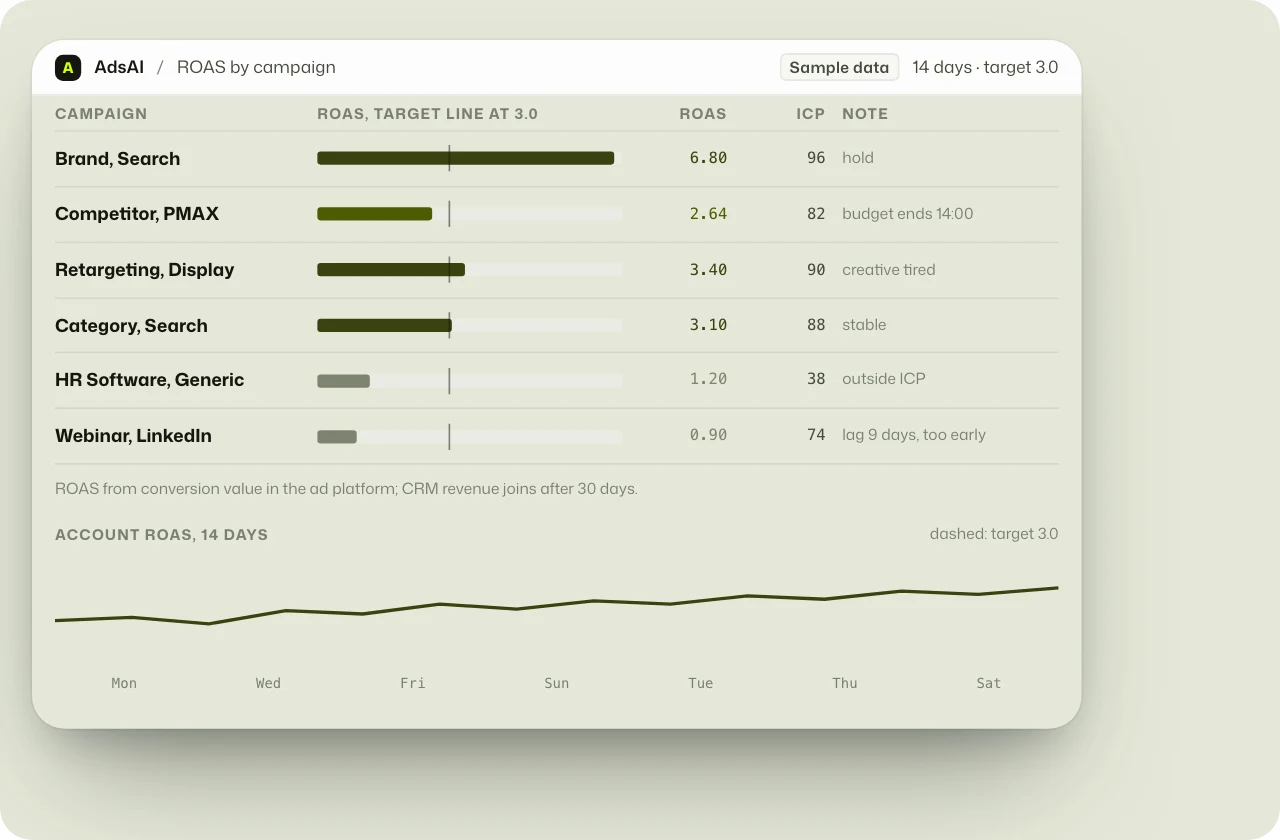 A AdsAI / ROAS by campaign Sample data 14 days · target 3.0
CAMPAIGN ROAS, TARGET LINE AT 3.0 ROAS ICP NOTE
Brand, Search 6.80 96 hold
Competitor, PMAX 2.64 82 budget ends 14:00
Retargeting, Display 3.40 90 creative tired
Category, Search 3.10 88 stable
HR Software, Generic 1.20 38 outside ICP
Webinar, LinkedIn 0.90 74 lag 9 days, too early
ROAS from conversion value in the ad platform; CRM revenue joins after 30 days.
ACCOUNT ROAS, 14 DAYS dashed: target 3.0
Mon Wed Fri Sun Tue Thu Sat